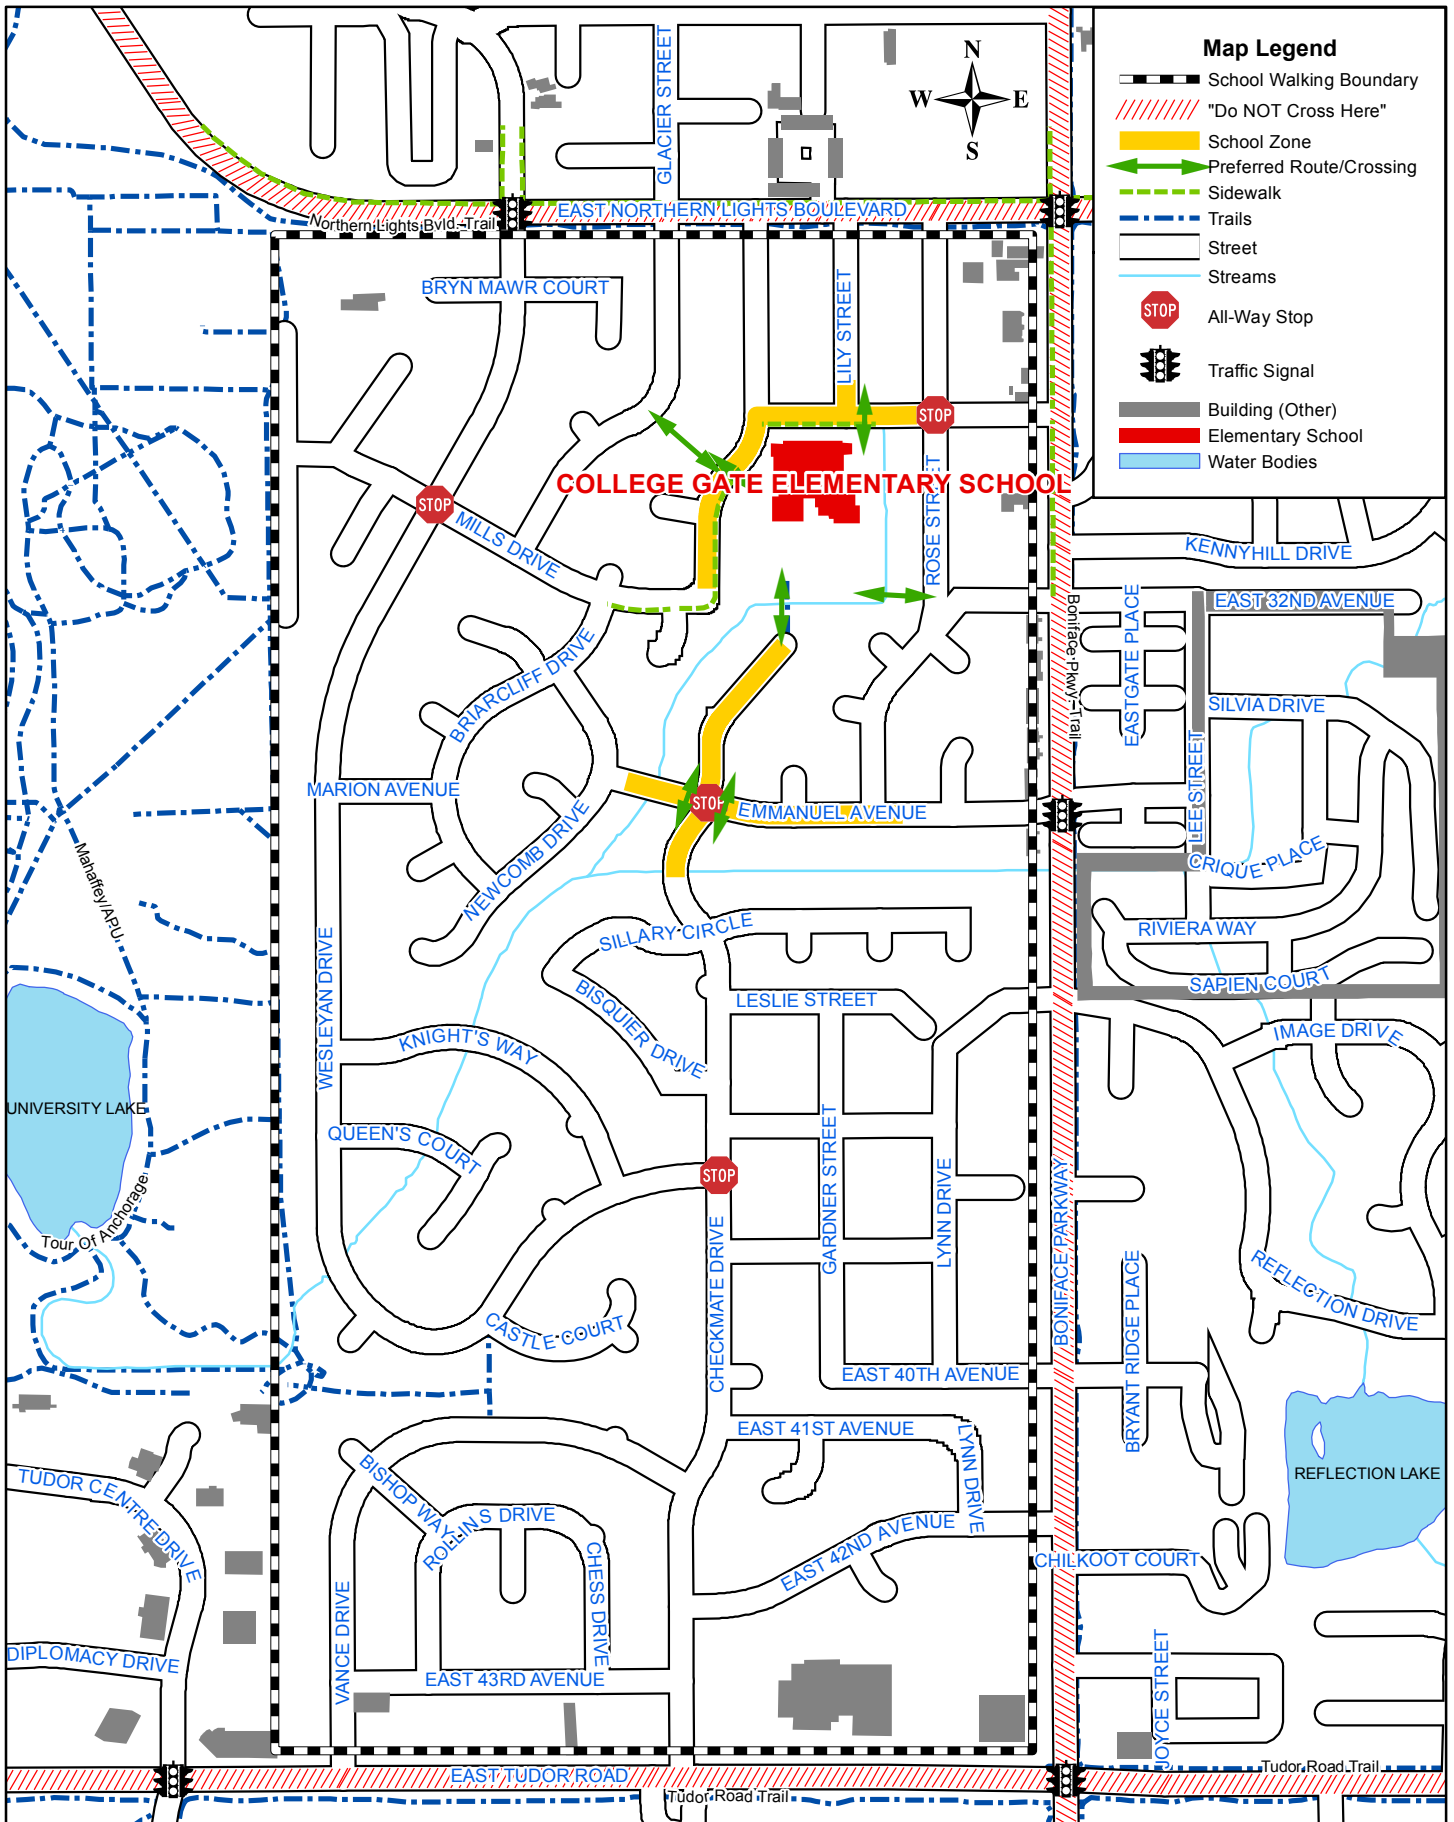 Map Legend
School Walking Boundary
"Do NOT Cross Here"
School Zone
Preferred Route/Crossing
Sidewalk
Trails
Street
Streams
STOP
All-Way Stop
Traffic Signal
Building (Other)
Elementary School
Water Bodies
N
W
E
S
GLACIER STREET
EAST NORTHERN LIGHTS BOULEVARD
Northern Lights Bvld. Trail
BRYN MAWR COURT
LILY STREET
STOP
COLLEGE GATE ELEMENTARY SCHOOL
STOP
MILLS DRIVE
ROSE STREET
KENNYHILL DRIVE
EAST 32ND AVENUE
EASTGATE PLACE
Boniface Pkwy. Trail
BRIARCLIFF DRIVE
SILVIA DRIVE
LEE STREET
MARION AVENUE
STOP
EMMANUEL AVENUE
NEWCOMB DRIVE
CRIQUE PLACE
Mahaffey/APU
SILLARY CIRCLE
RIVIERA WAY
WESLEYAN DRIVE
SAPIEN COURT
BISQUIER DRIVE
LESLIE STREET
KNIGHT'S WAY
IMAGE DRIVE
UNIVERSITY LAKE
QUEEN'S COURT
GARDNER STREET
STOP
LYNN DRIVE
BONIFACE PARKWAY
Tour Of Anchorage
CHECKMATE DRIVE
BRYANT RIDGE PLACE
REFLECTION DRIVE
CASTLE COURT
EAST 40TH AVENUE
EAST 41ST AVENUE
LYNN DRIVE
REFLECTION LAKE
BISHOP WAY
TUDOR CENTRE DRIVE
ROLLINS DRIVE
EAST 42ND AVENUE
CHESS DRIVE
CHILKOOT COURT
VANCE DRIVE
DIPLOMACY DRIVE
EAST 43RD AVENUE
JOYCE STREET
EAST TUDOR ROAD
Tudor Road Trail
Tudor Road Trail